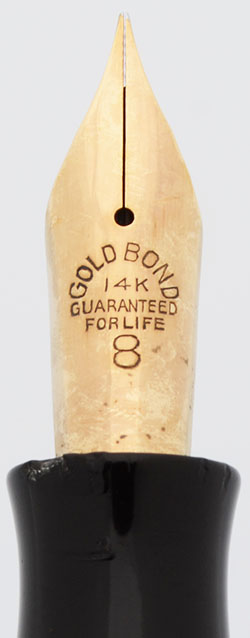 GOLD BOND
14K
GUARANTEED
FOR LIFE
8